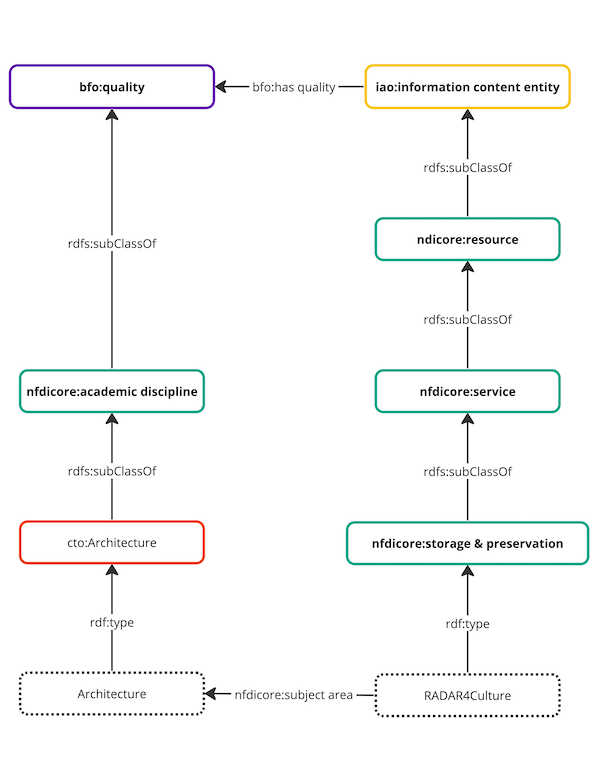 bfo:quality
bfo:has quality
iao:information content entity
rdfs:subClassOf
ndicore:resource
rdfs:subClassOf
rdfs:subClassOf
nfdicore:academic discipline
nfdicore:service
rdfs:subClassOf
rdfs:subClassOf
cto:Architecture
nfdicore:storage & preservation
rdf:type
rdf:type
Architecture
nfdicore:subject area
RADAR4Culture